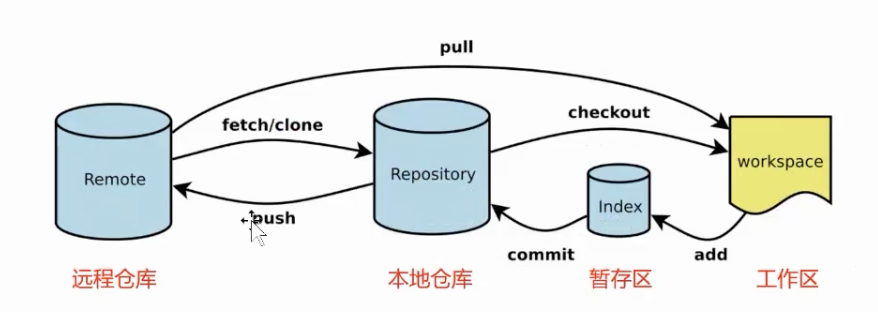 pull
fetch/clone
checkout
Remote
Repository
workspace
Index
push
commit
add
远程仓库
本地仓库
暂存区
工作区